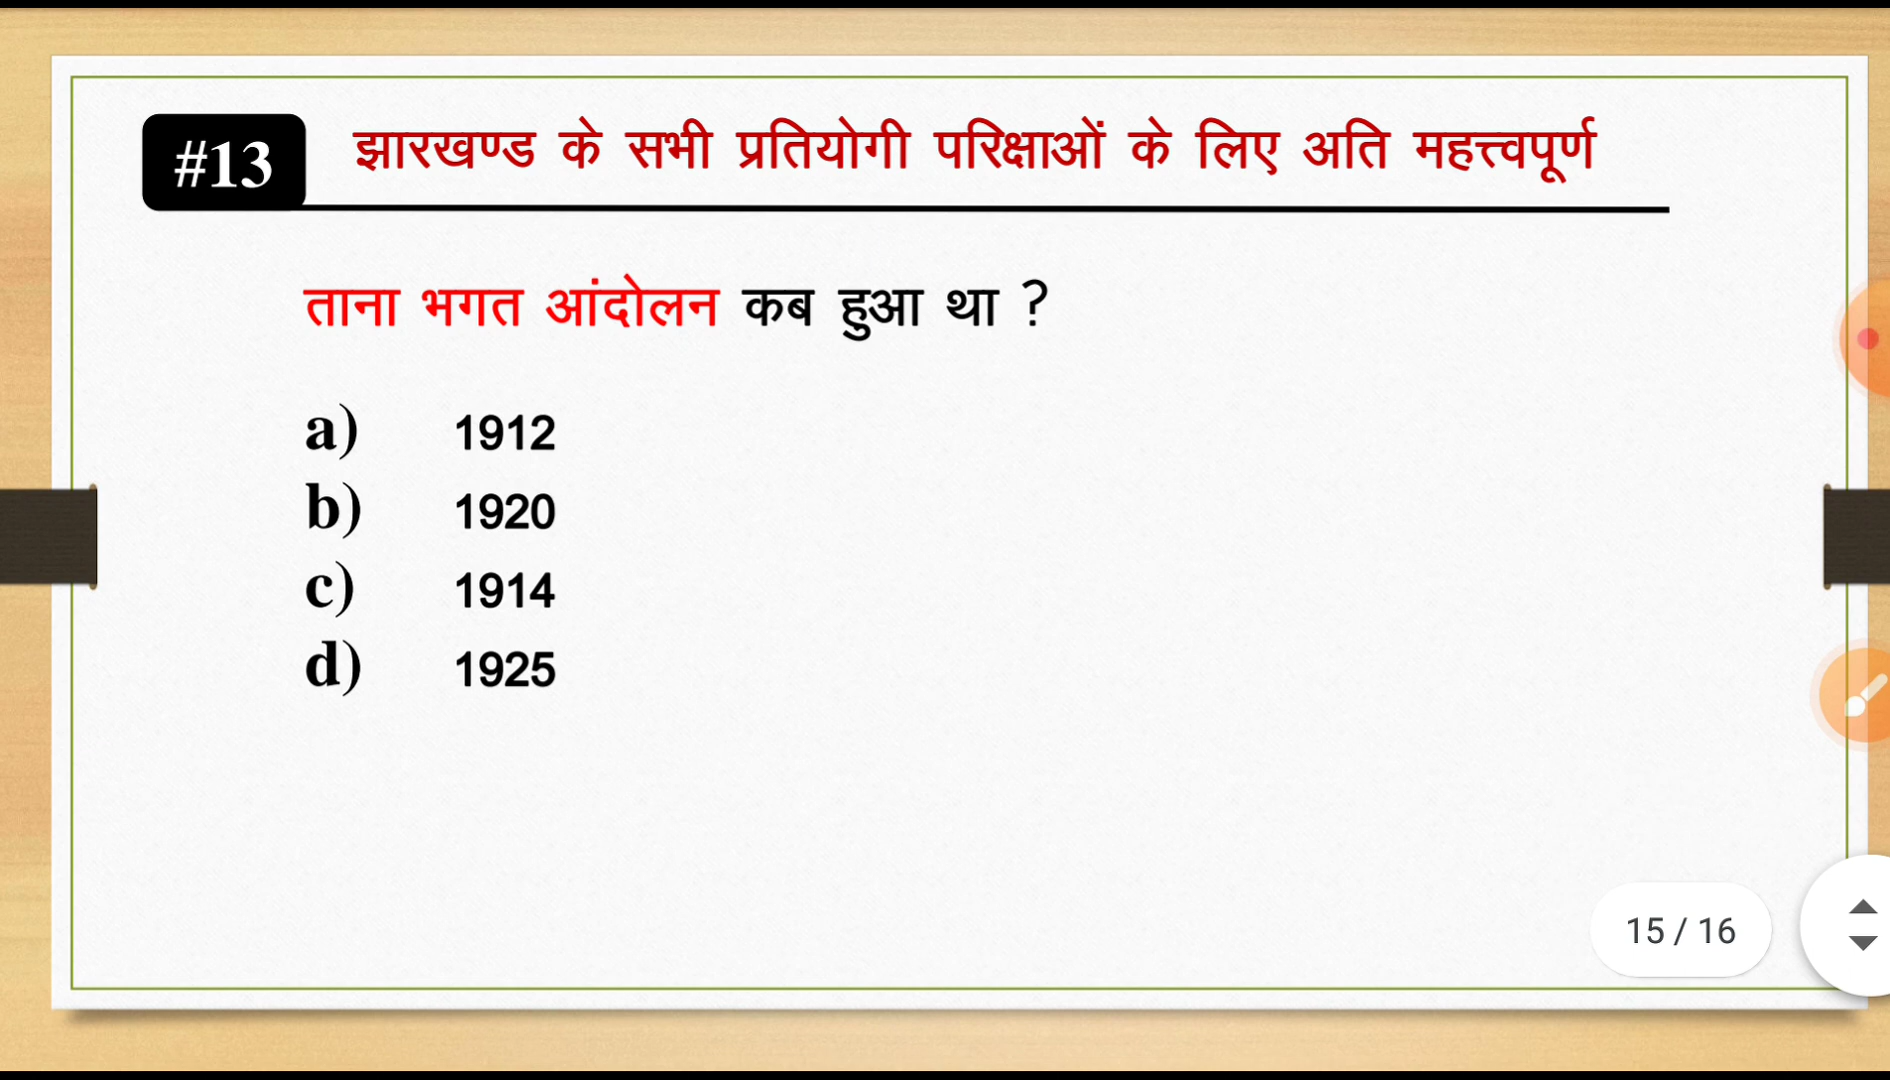 #13 झारखण्ड के सभी प्रतियोगी परिक्षाओं के लिए अति महत्त्वपूर्ण
ताना भगत आंदोलन कब हुआ था ?
a) 1912
b) 1920
c) 1914
d) 1925
15 / 16